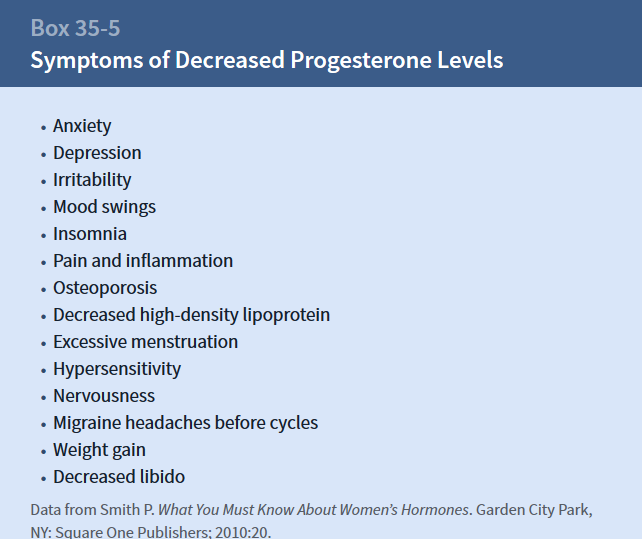 Box 35-5
Symptoms of Decreased Progesterone Levels
• Anxiety
• Depression
• Irritability
• Mood swings
• Insomnia
• Pain and inflammation
• Osteoporosis
• Decreased high-density lipoprotein
• Excessive menstruation
• Hypersensitivity
• Nervousness
• Migraine headaches before cycles
• Weight gain
• Decreased libido
Data from Smith P. What You Must Know About Women's Hormones. Garden City Park,
NY: Square One Publishers; 2010:20.